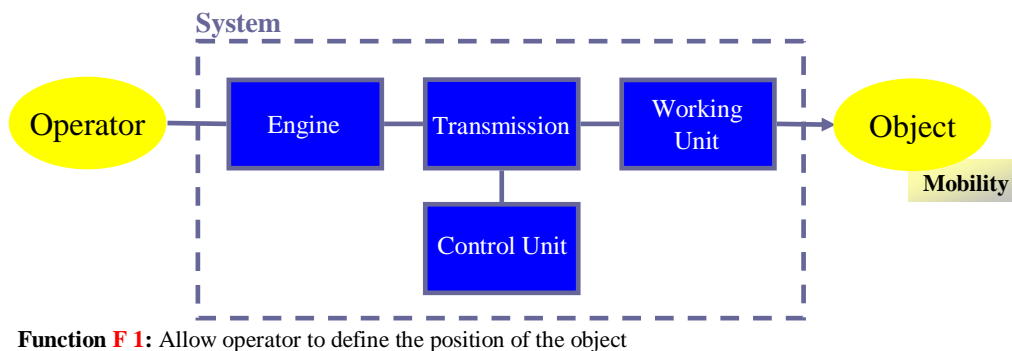 System
Operator
Engine
Transmission
Working
Unit
Object
Mobility
Control Unit
Function F 1: Allow operator to define the position of the object